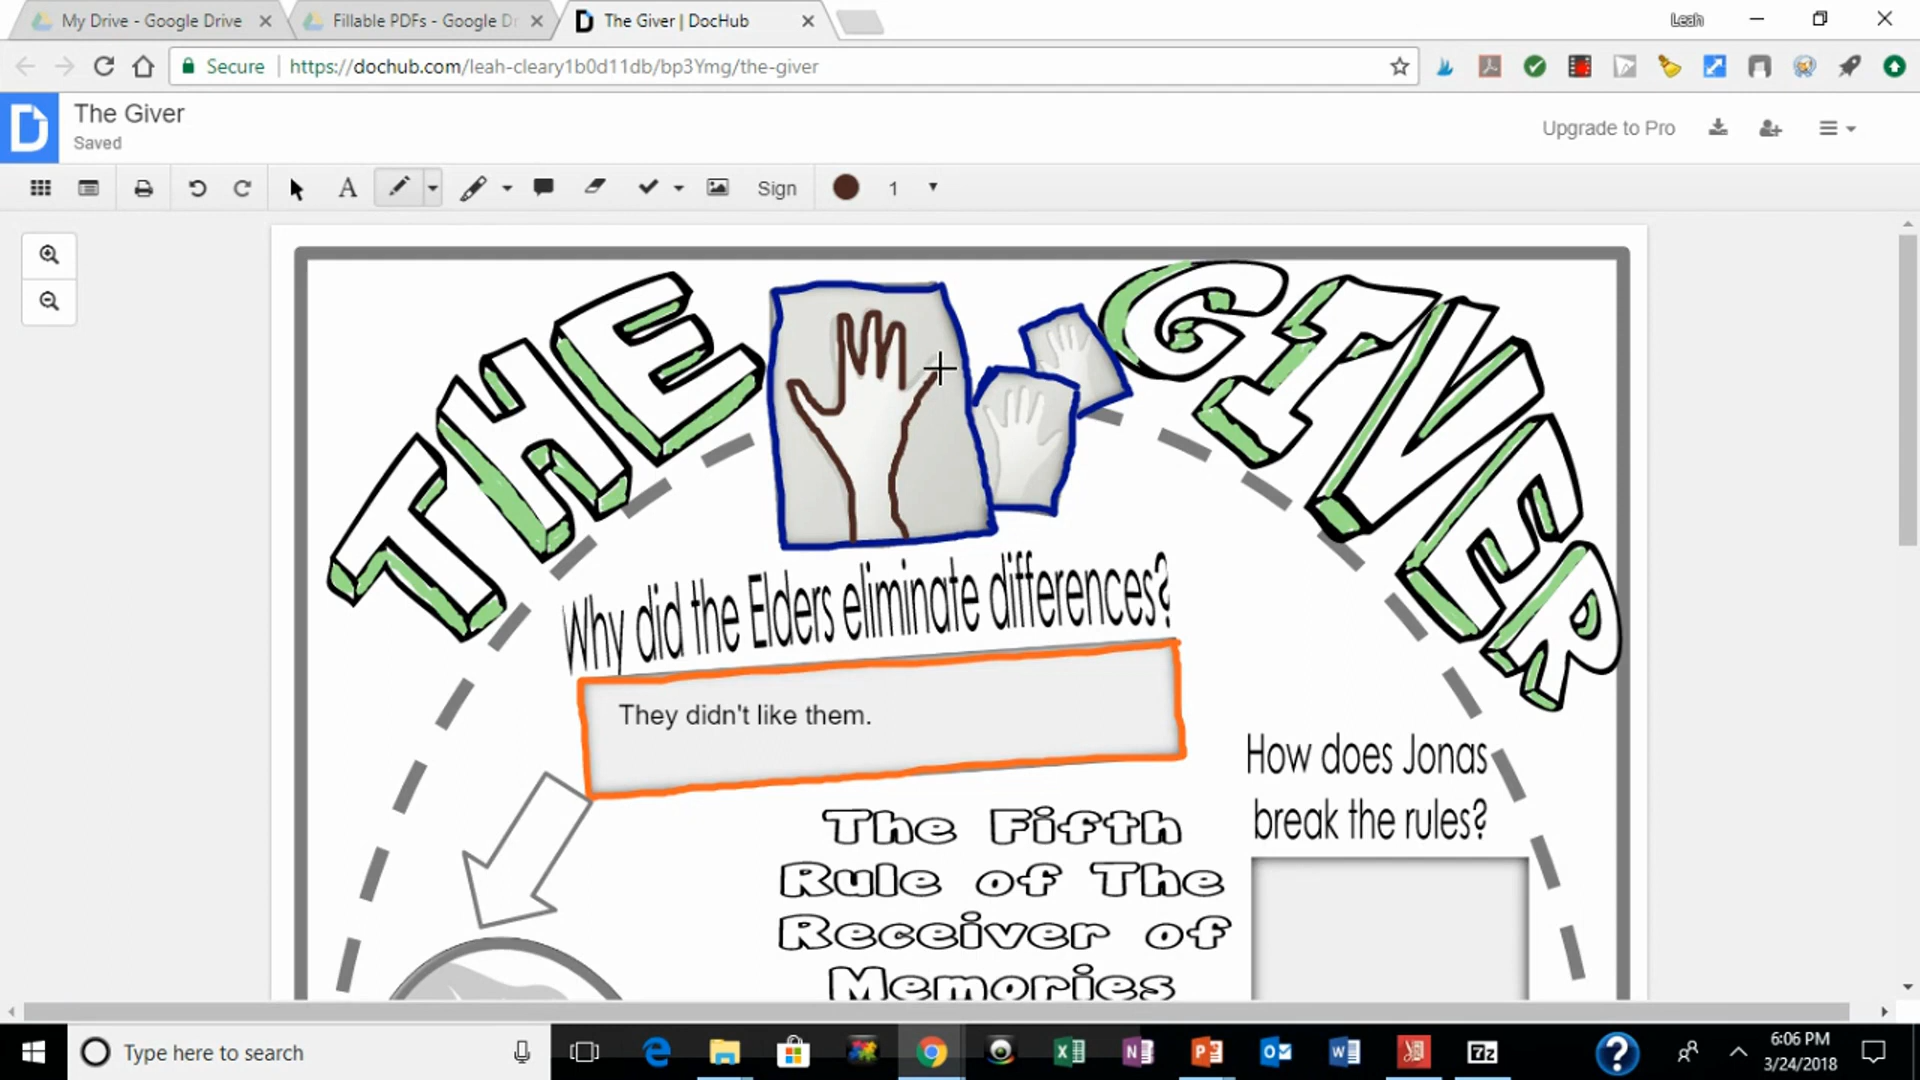 My Drive - Google Drive
Fillable PDFs - Google Dr
The Giver | DocHub
Leah
Secure
https://dochub.com/leah-cleary1b0d11db/bp3Ymg/the-giver
The Giver
Saved
Upgrade to Pro
A
Sign
1
THE GIVER
Why did the Elders eliminate differences?
They didn't like them.
How does Jonas
break the rules?
The Fifth
Rule of The
Receiver of
Memories
Type here to search
6:06 PM
3/24/2018